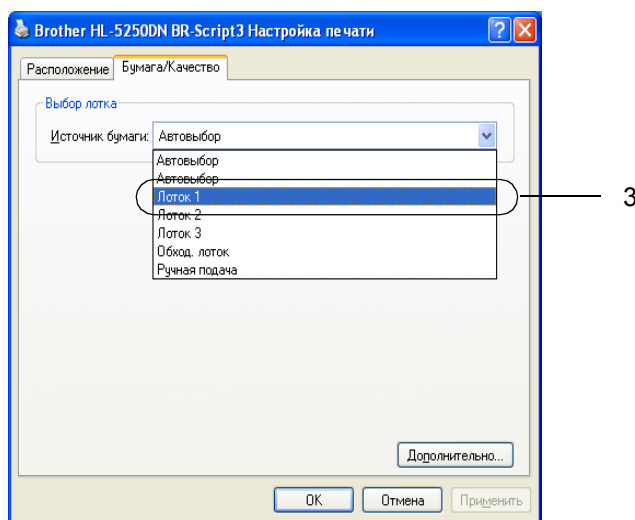 Brother HL-5250DN BR-Script3 Настройка печати
Расположение Бумага/Качество
Выбор лотка
Источник бумаги: Автовыбор
Автовыбор
Автовыбор
Лоток 1
3
Лоток 2
Лоток 3
Обход. лоток
Ручная подача
Дополнительно...
OK Отмена Применить